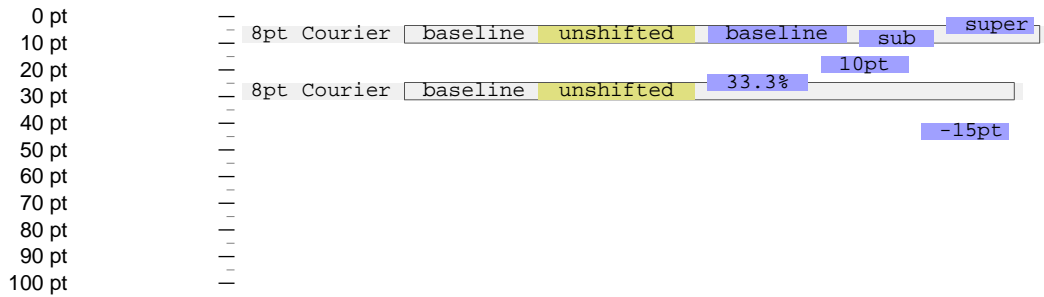 0 pt
8pt Courier baseline unshifted baseline sub super
10 pt
20 pt
10pt
8pt Courier baseline unshifted 33.3%
30 pt
40 pt
-15pt
50 pt
60 pt
70 pt
80 pt
90 pt
100 pt